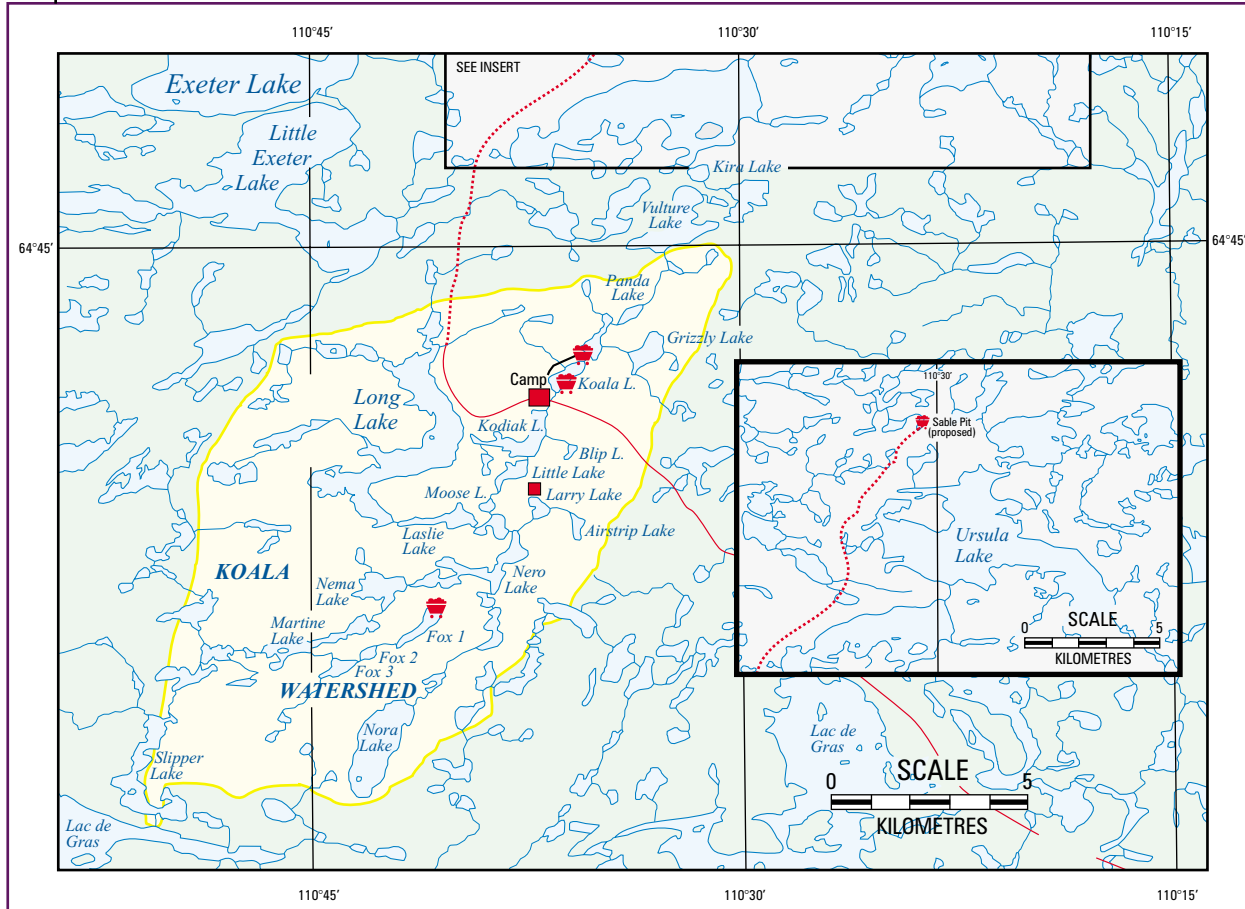 110°45′
110°30′
110°15′
SEE INSERT
Exeter Lake
Little
Exeter
Lake
Kira Lake
Vulture
Lake
64°45′
64°45′
Panda
Lake
Grizzly Lake
Camp
Koala L.
Long
Lake
Kodiak L.
Blip L.
Little Lake
Moose L.
Larry Lake
Airstrip Lake
Laslie
Lake
KOALA
Nero
Lake
Nema
Lake
Martine
Lake
Fox 1
Fox 2
Fox 3
WATERSHED
Nora
Lake
Slipper
Lake
Lac de
Gras
110°30′
Sable Pit
(proposed)
Ursula
Lake
SCALE
0 5
KILOMETRES
Lac de
Gras
SCALE
0 5
KILOMETRES
110°45′
110°30′
110°15′